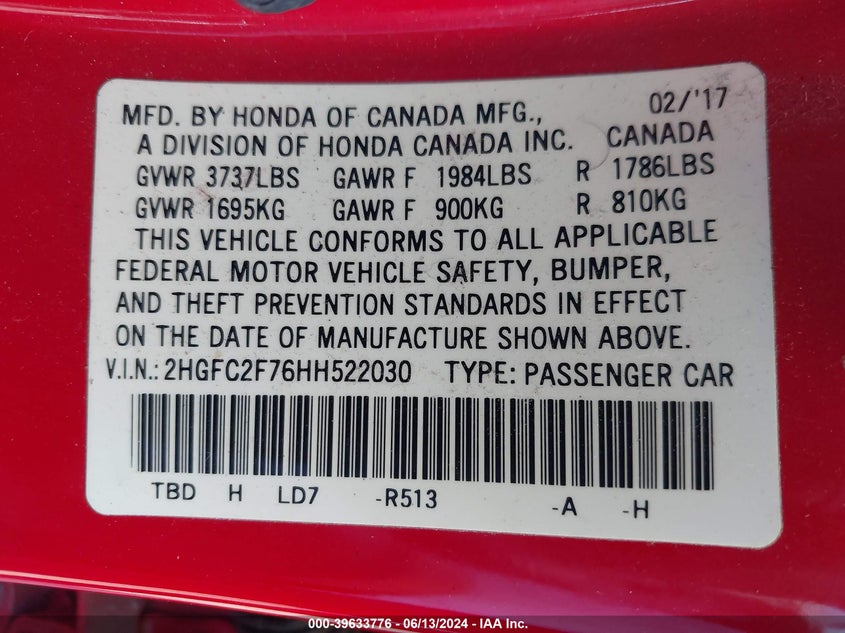 MFD. BY HONDA OF CANADA MFG., 02/'17
A DIVISION OF HONDA CANADA INC. CANADA
GVWR 3737LBS GAWR F 1984LBS R 1786LBS
GVWR 1695KG GAWR F 900KG R 810KG
THIS VEHICLE CONFORMS TO ALL APPLICABLE
FEDERAL MOTOR VEHICLE SAFETY, BUMPER,
AND THEFT PREVENTION STANDARDS IN EFFECT
ON THE DATE OF MANUFACTURE SHOWN ABOVE.
V.I.N.: 2HGFC2F76HH522030 TYPE: PASSENGER CAR
TBD H LD7 -R513 -A -H
000-39633776 - 06/13/2024 - IAA Inc.